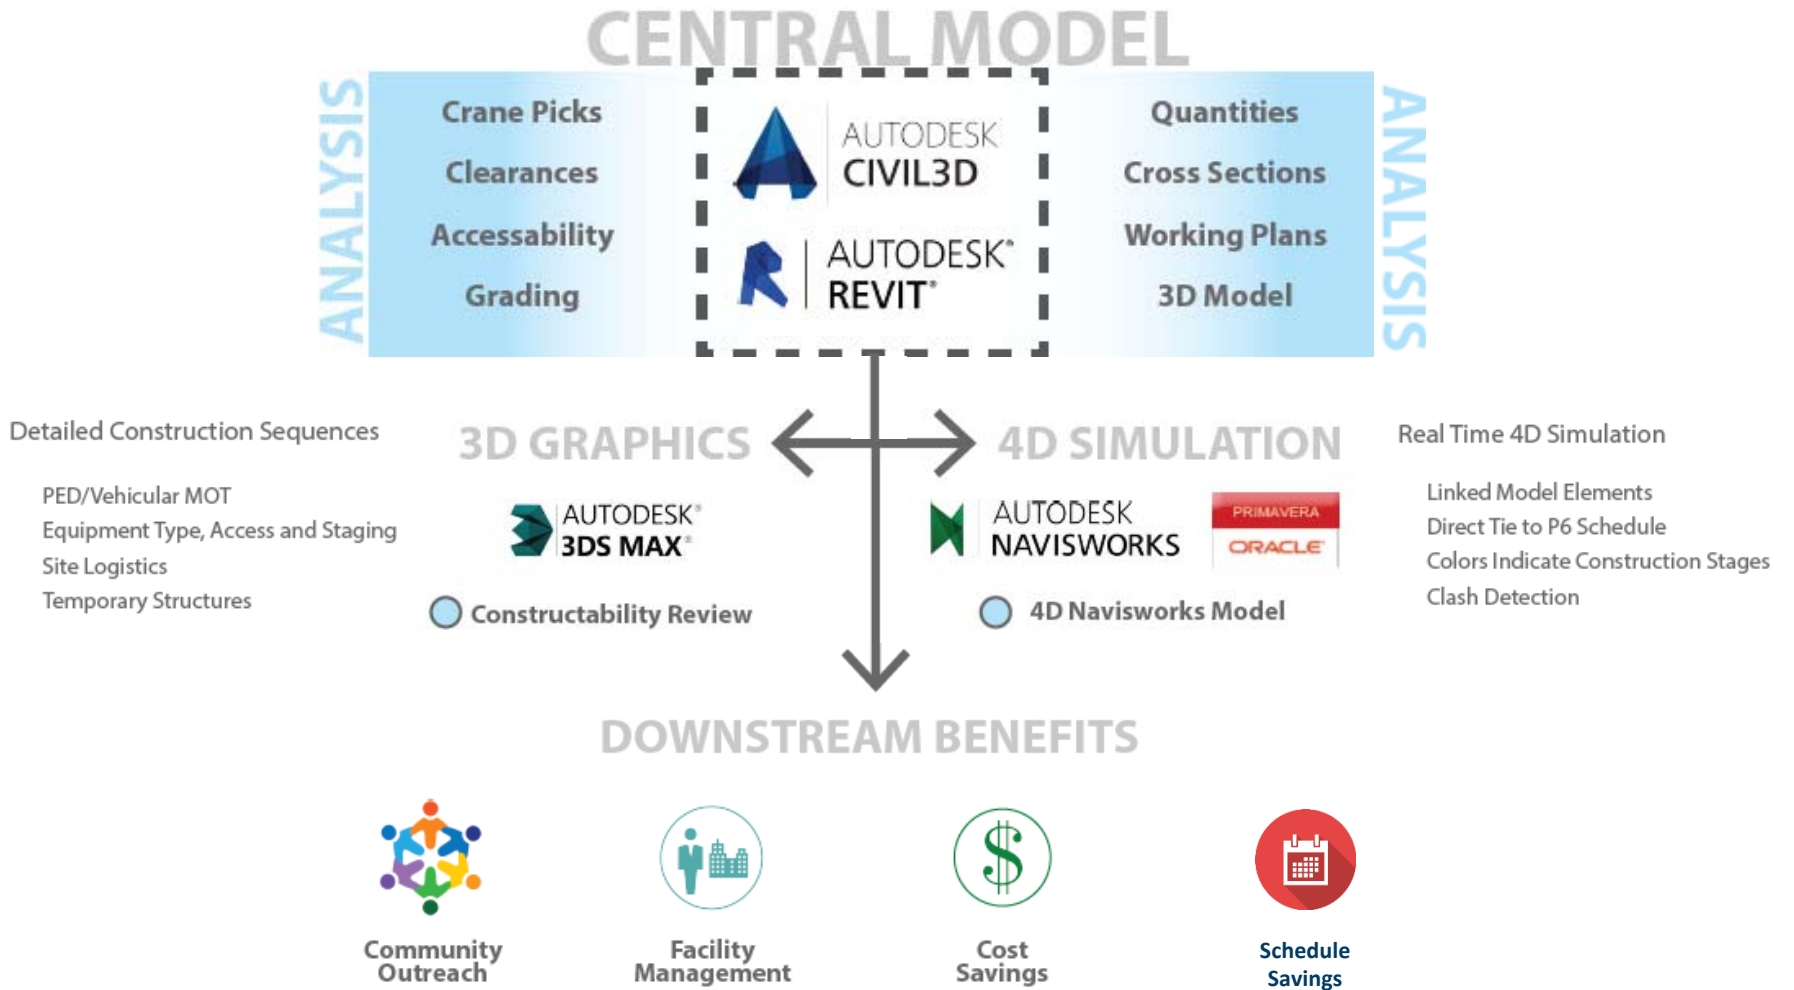 CENTRAL MODEL
ANALYSIS
Crane Picks
Clearances
Accessability
Grading
AUTODESK
CIVIL3D
AUTODESK®
REVIT®
Quantities
Cross Sections
Working Plans
3D Model
ANALYSIS
Detailed Construction Sequences
PED/Vehicular MOT
Equipment Type, Access and Staging
Site Logistics
Temporary Structures
3D GRAPHICS
AUTODESK®
3DS MAX®
Constructability Review
4D SIMULATION
AUTODESK
NAVISWORKS
PRIMAVERA
ORACLE
4D Navisworks Model
Real Time 4D Simulation
Linked Model Elements
Direct Tie to P6 Schedule
Colors Indicate Construction Stages
Clash Detection
DOWNSTREAM BENEFITS
Community
Outreach
Facility
Management
Cost
Savings
Schedule
Savings